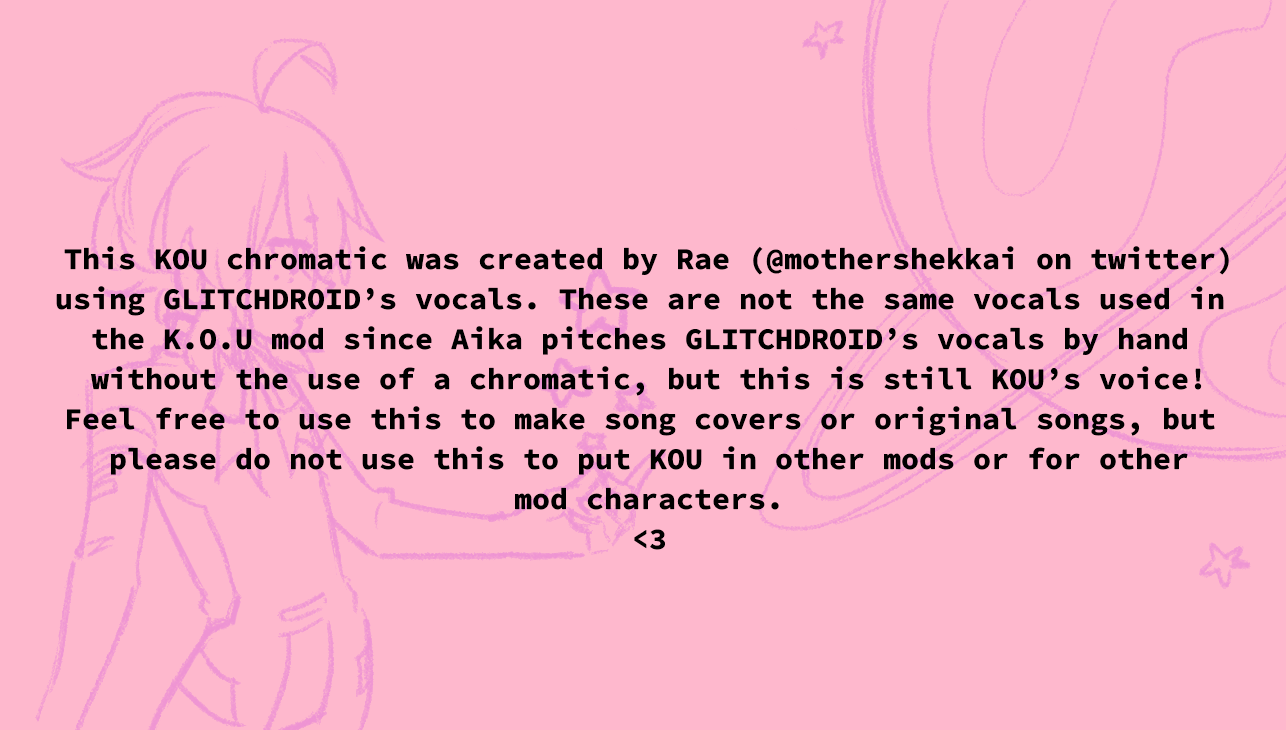 This KOU chromatic was created by Rae (@mothershekkai on twitter)
using GLITCHDROID’s vocals. These are not the same vocals used in
the K.O.U mod since Aika pitches GLITCHDROID’s vocals by hand
without the use of a chromatic, but this is still KOU’s voice!
Feel free to use this to make song covers or original songs, but
please do not use this to put KOU in other mods or for other
mod characters.
<3